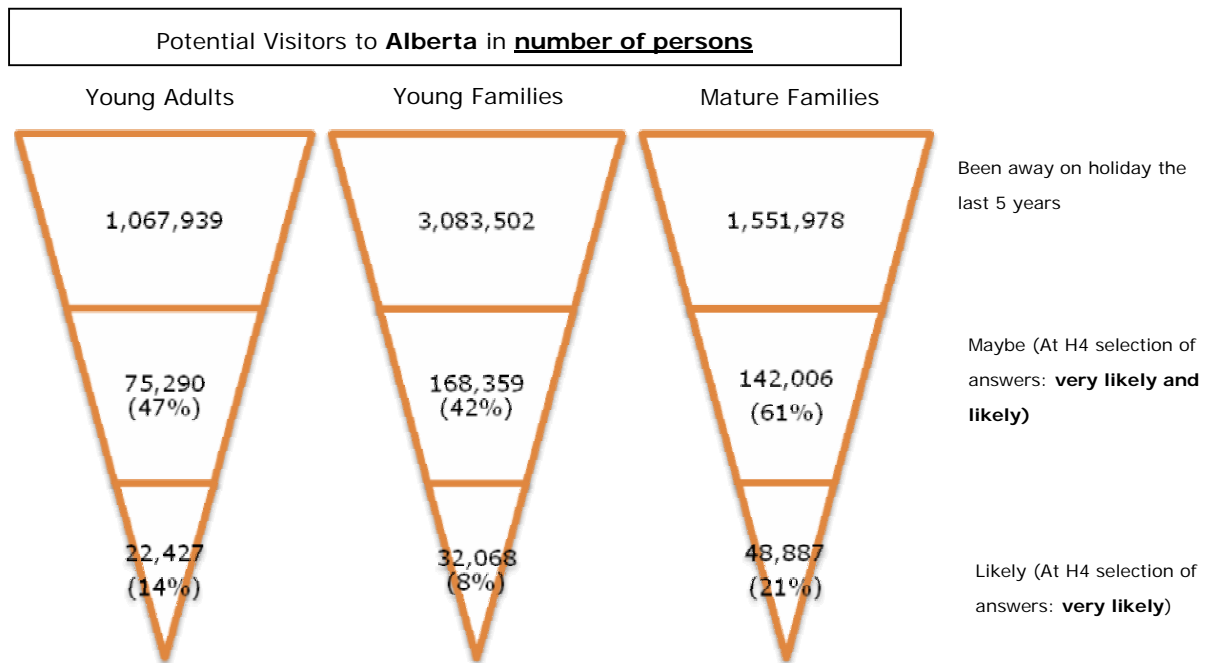 Potential Visitors to Alberta in number of persons
Young Adults
Young Families
Mature Families
1,067,939
3,083,502
1,551,978
Been away on holiday the
last 5 years
75,290
(47%)
168,359
(42%)
142,006
(61%)
Maybe (At H4 selection of
answers: very likely and
likely)
22,427
(14%)
32,068
(8%)
48,887
(21%)
Likely (At H4 selection of
answers: very likely)